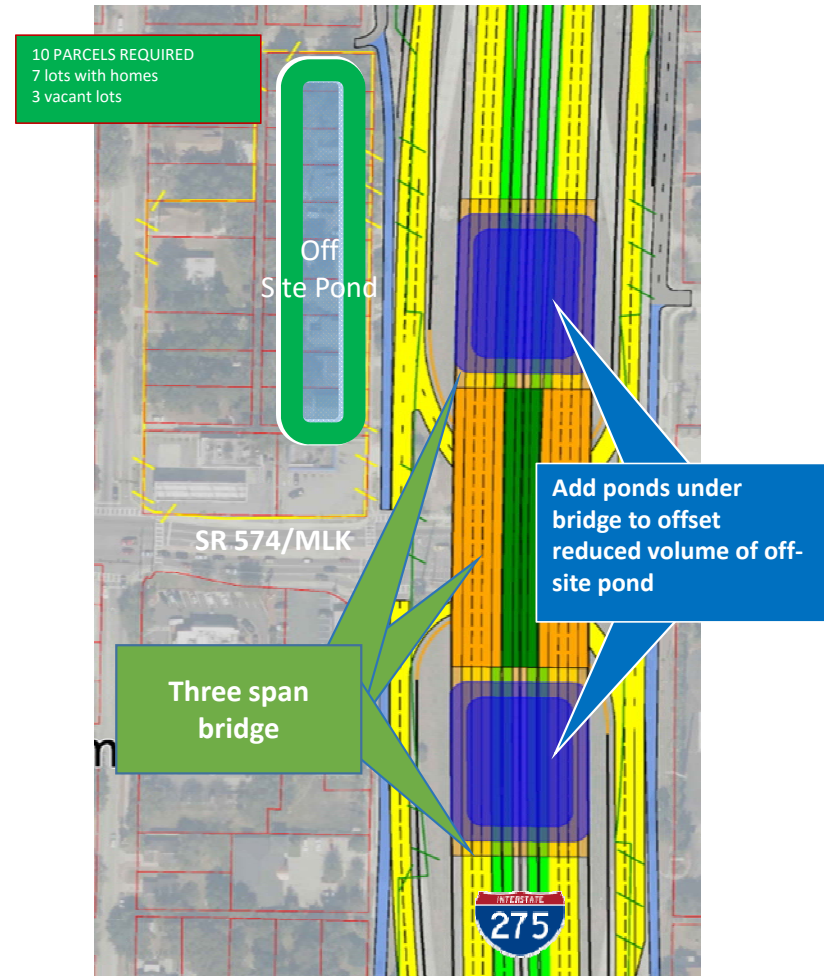 10 PARCELS REQUIRED
7 lots with homes
3 vacant lots
Off
Site Pond
SR 574/MLK
Add ponds under
bridge to offset
reduced volume of off-
site pond
Three span
bridge
m
INTERSTATE
275